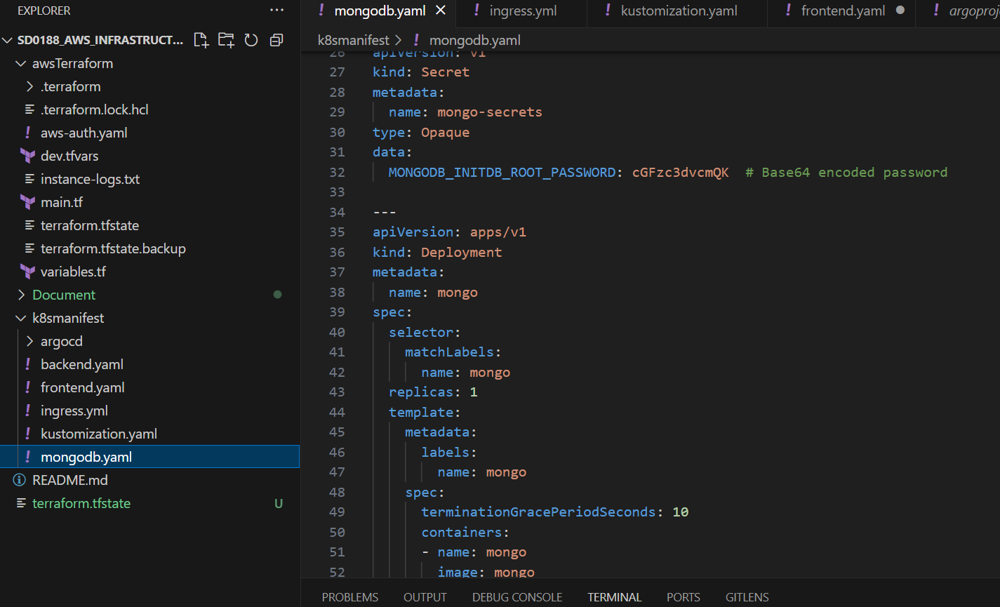 EXPLORER
SD0188_AWS_INFRASTRUCT...
awsTerraform
.terraform
.terraform.lock.hcl
aws-auth.yaml
dev.tfvars
instance-logs.txt
main.tf
terraform.tfstate
terraform.tfstate.backup
variables.tf
Document
k8smanifest
argocd
backend.yaml
frontend.yaml
ingress.yml
kustomization.yaml
mongodb.yaml
README.md
terraform.tfstate U
! mongodb.yaml ! ingress.yml ! kustomization.yaml ! frontend.yaml ! argoproj
k8smanifest > ! mongodb.yaml
26 apiVersion: v1
27 kind: Secret
28 metadata:
29 name: mongo-secrets
30 type: Opaque
31 data:
32 MONGODB_INITDB_ROOT_PASSWORD: cGFzc3dvcmQK # Base64 encoded password
33
34 ---
35 apiVersion: apps/v1
36 kind: Deployment
37 metadata:
38 name: mongo
39 spec:
40 selector:
41 matchLabels:
42 name: mongo
43 replicas: 1
44 template:
45 metadata:
46 labels:
47 name: mongo
48 spec:
49 terminationGracePeriodSeconds: 10
50 containers:
51 - name: mongo
52 image: mongo
PROBLEMS OUTPUT DEBUG CONSOLE TERMINAL PORTS GITLENS